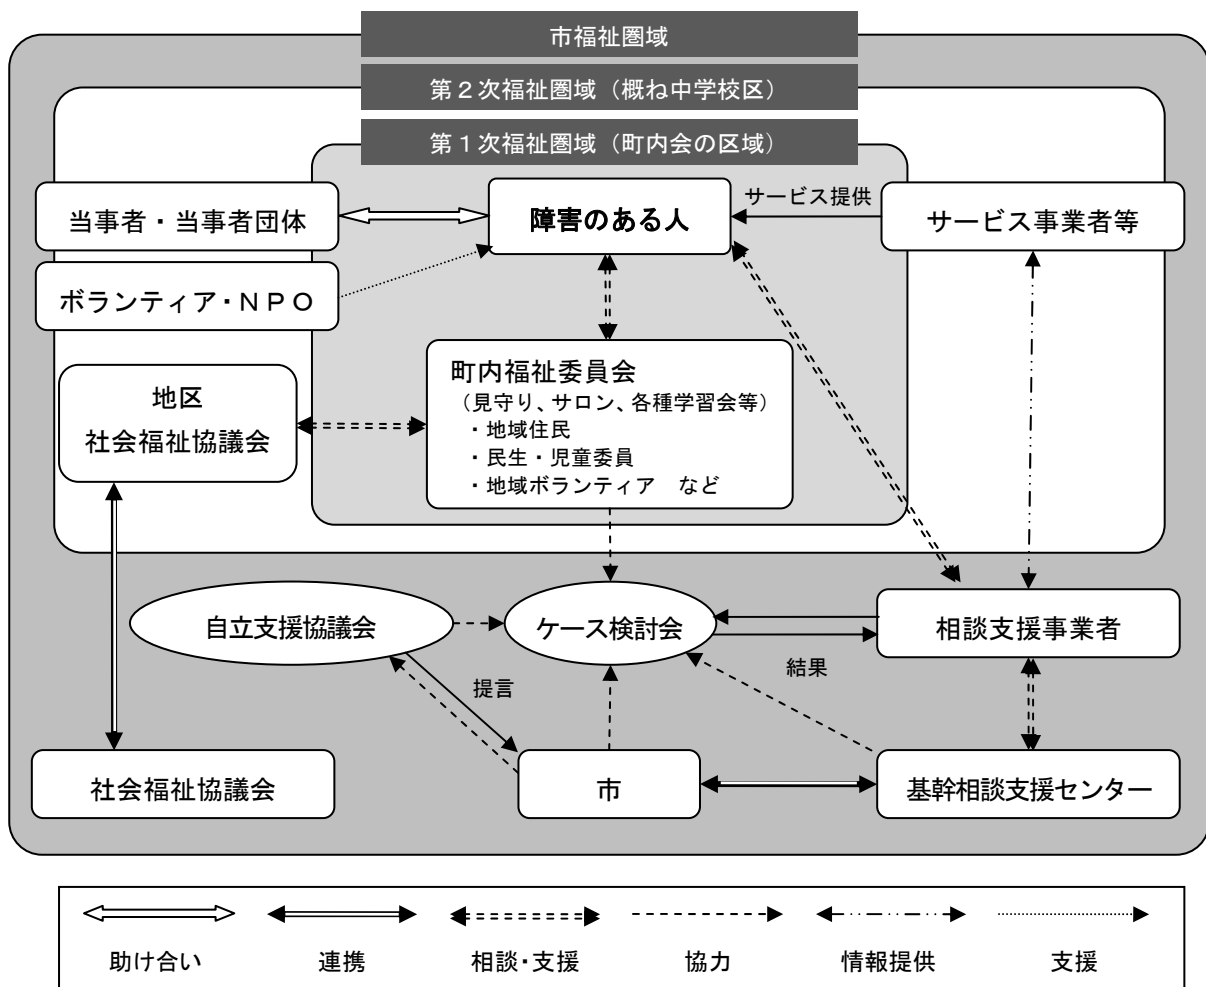 市福祉圏域
第２次福祉圏域（概ね中学校区）
第１次福祉圏域（町内会の区域）
当事者・当事者団体
障害のある人
サービス提供
サービス事業者等
ボランティア・ＮＰＯ
町内福祉委員会
（見守り、サロン、各種学習会等）
・地域住民
・民生・児童委員
・地域ボランティア　など
地区
社会福祉協議会
自立支援協議会
ケース検討会
相談支援事業者
結果
提言
社会福祉協議会
市
基幹相談支援センター
助け合い
連携
相談・支援
協力
情報提供
支援